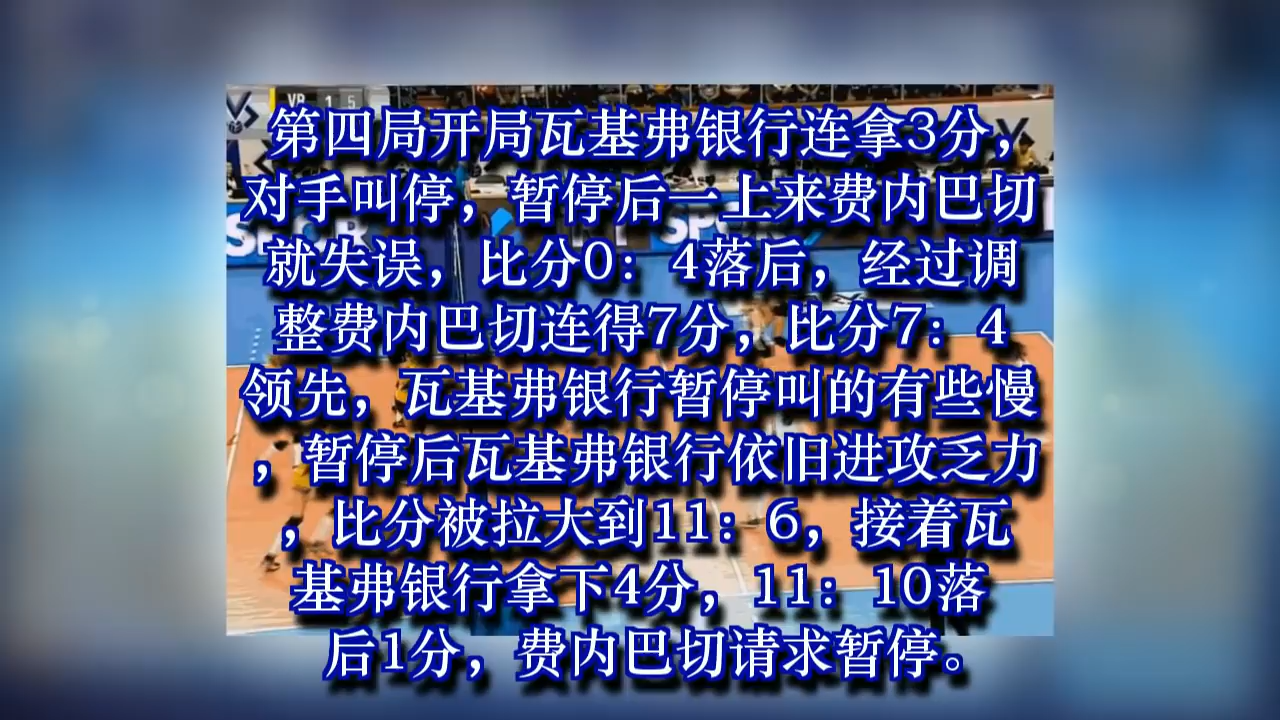 VB 1 5
第四局开局瓦基弗银行连拿3分，
对手叫停，暂停后一上来费内巴切
就失误，比分0：4落后，经过调
整费内巴切连得7分，比分7：4
领先，瓦基弗银行暂停叫的有些慢
，暂停后瓦基弗银行依旧进攻乏力
，比分被拉大到11：6，接着瓦
基弗银行拿下4分，11：10落
后1分，费内巴切请求暂停。